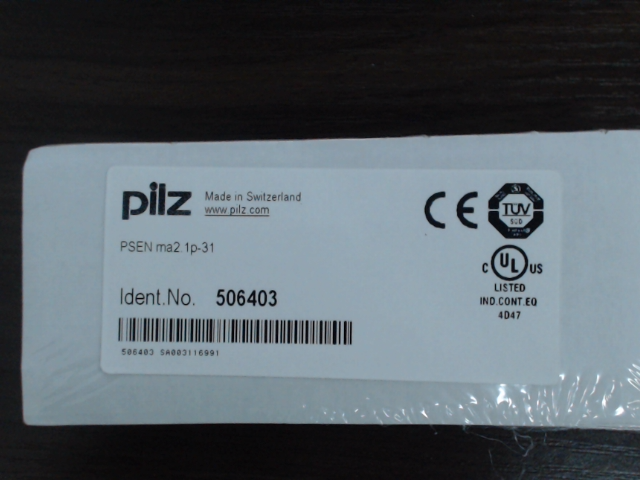 pilz
Made in Switzerland
www.pilz.com
PSEN ma2.1p-31
Ident.No. 506403
506403 SA003116991
CE
TÜV
SÜD
C UL US
LISTED
IND.CONT.EQ
4D47